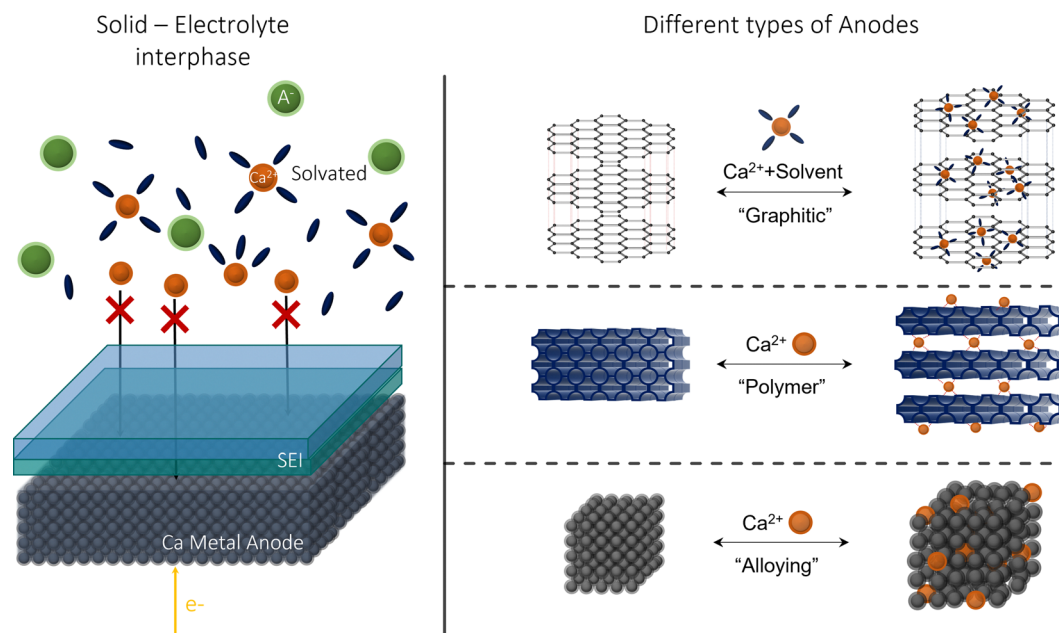 Solid – Electrolyte
interphase
A⁻
Ca²⁺ Solvated
SEI
Ca Metal Anode
e-
Different types of Anodes
Ca²⁺+Solvent
“Graphitic”
Ca²⁺
“Polymer”
Ca²⁺
“Alloying”